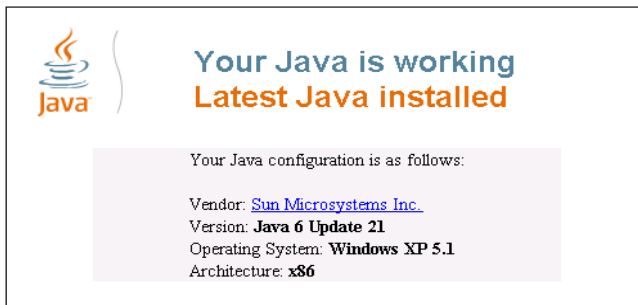 Java
Your Java is working
Latest Java installed
Your Java configuration is as follows:
Vendor: Sun Microsystems Inc.
Version: Java 6 Update 21
Operating System: Windows XP 5.1
Architecture: x86